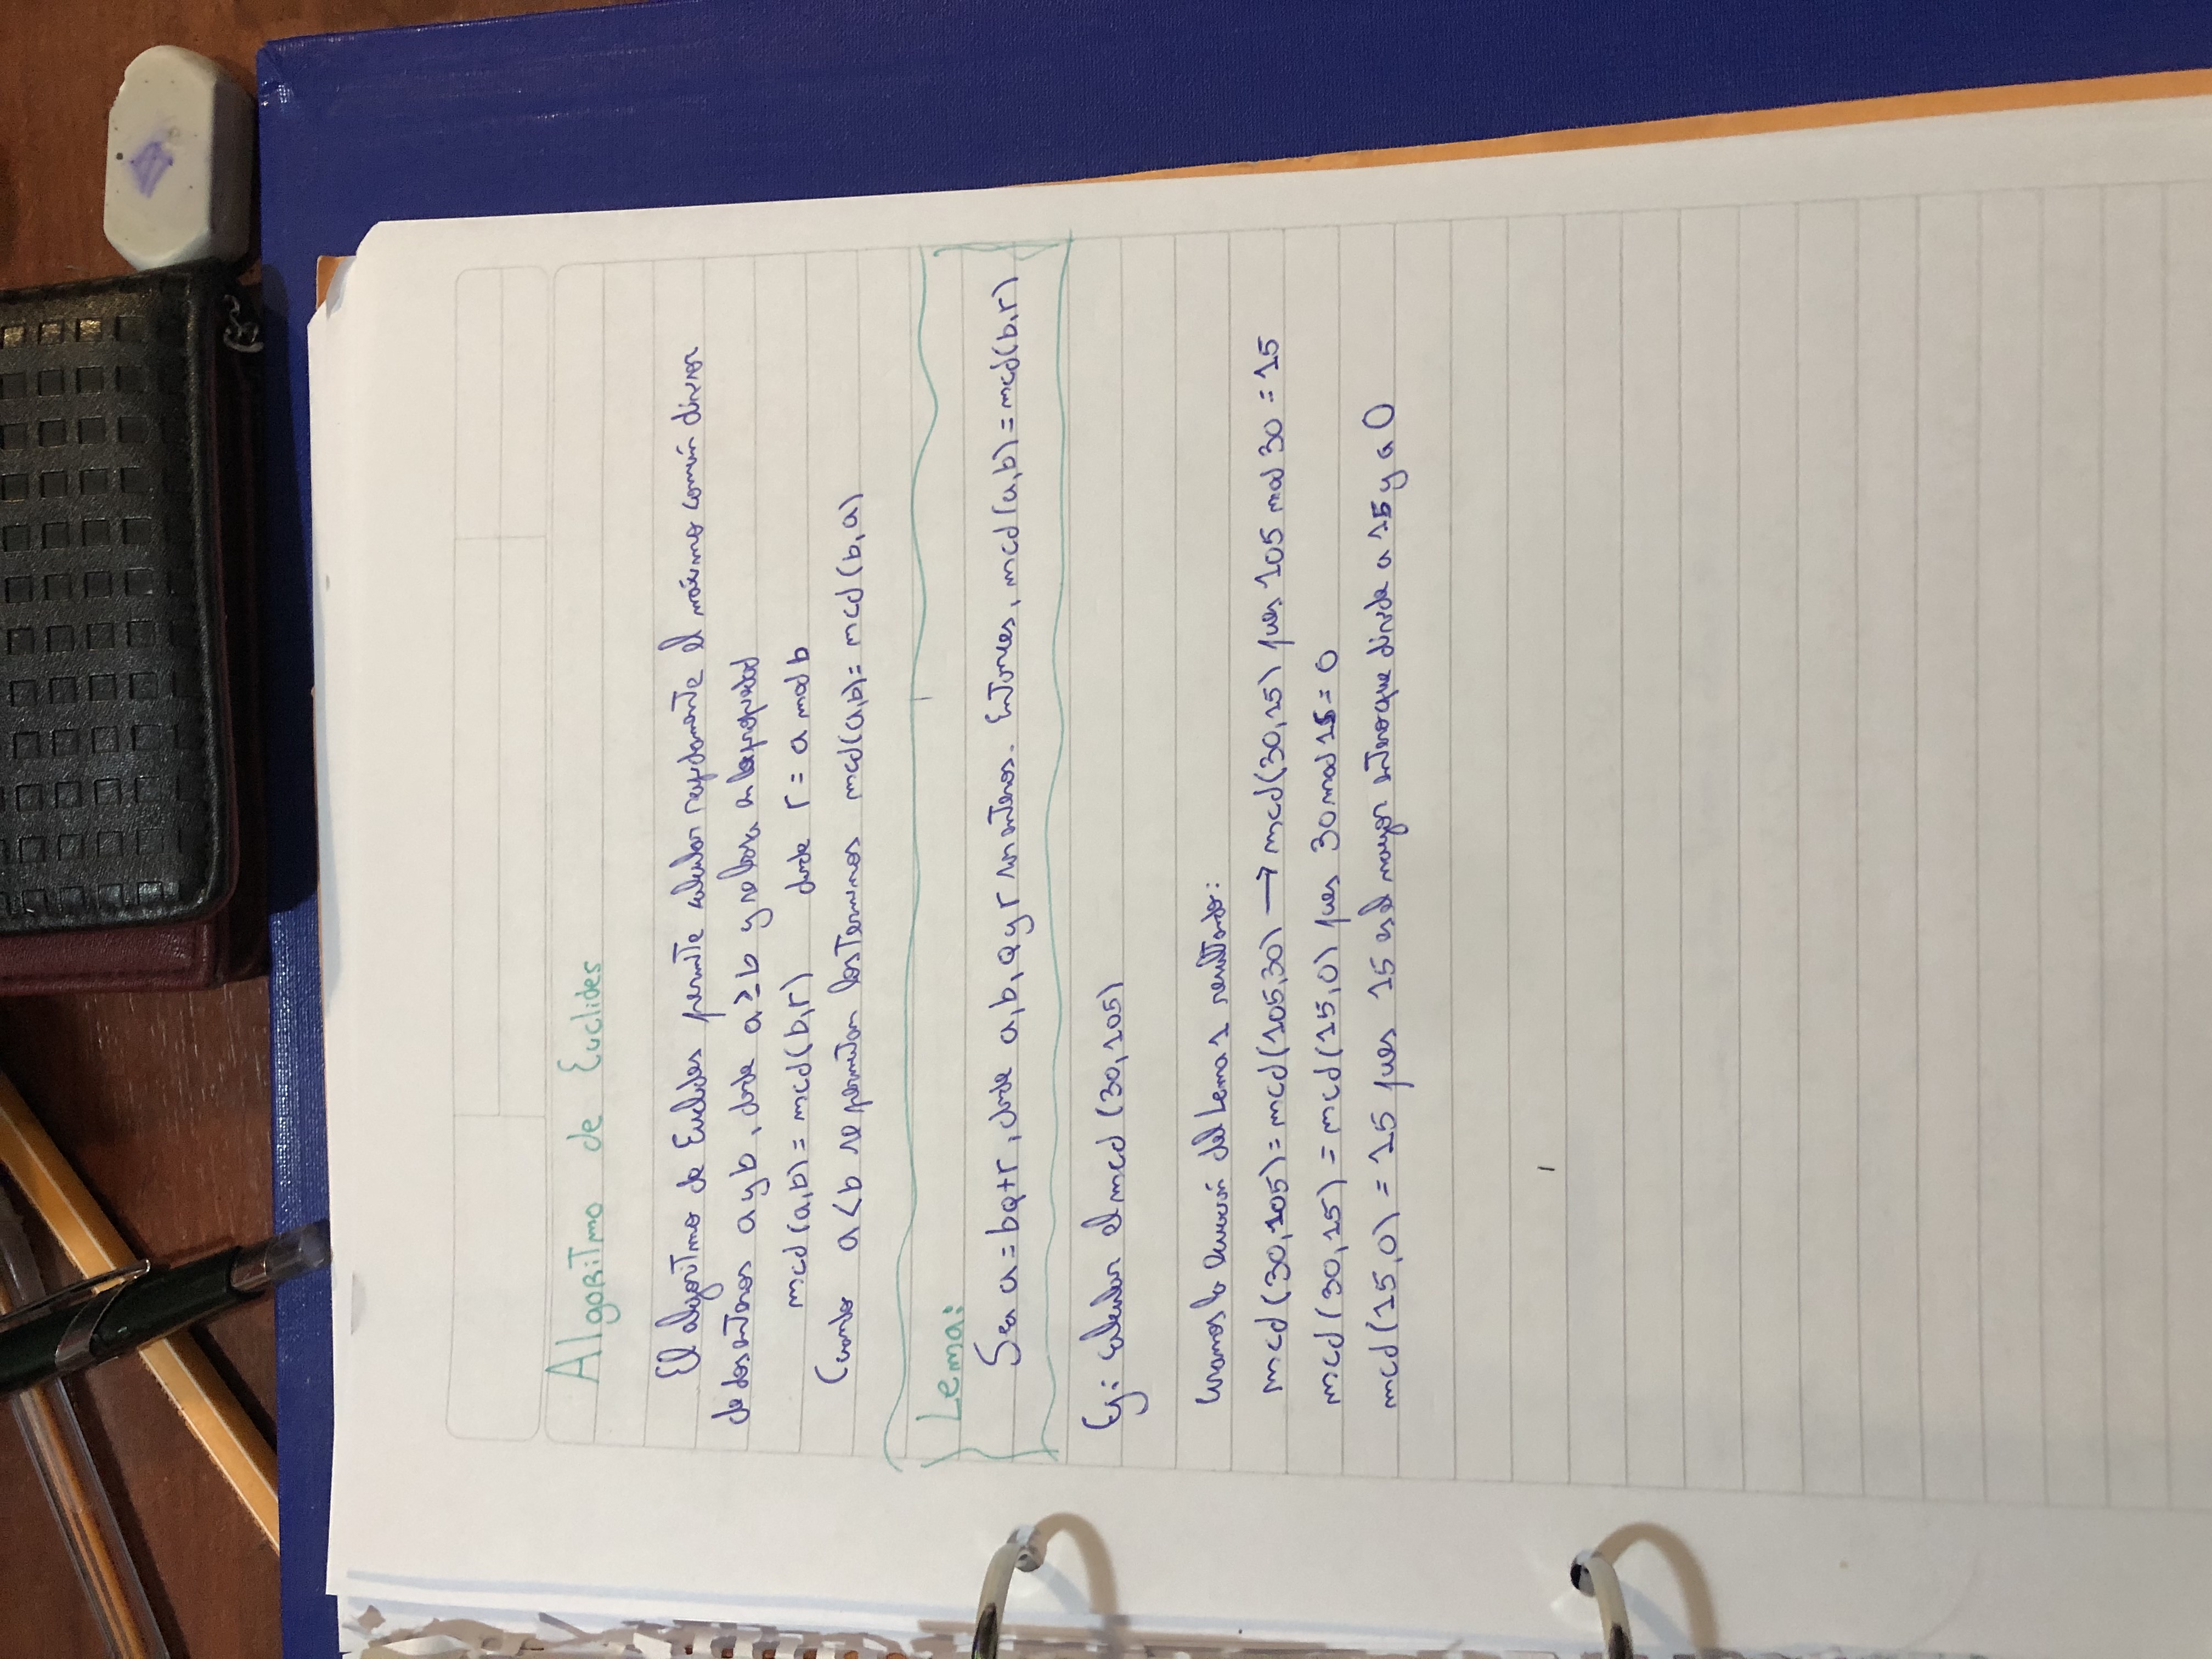 Algoritmo de Euclides
El algoritmo de Euclides permite calcular rapidamente el máximo común divisor
de dos enteros a y b, donde a ≥ b y se basa en la propiedad
mcd(a,b) = mcd(b,r) donde r = a mod b
Cuando a < b se permutan los terminos mcd(a,b) = mcd(b,a)
Lema:
Sea a = bq+r, donde a, b, q y r son enteros. Entonces, mcd(a,b) = mcd(b,r)
Ej: calcular el mcd (30,105)
usamos la ecuación del Lema 1 resultando:
mcd(30,105) = mcd(105,30) → mcd(30,15) pues 105 mod 30 = 15
mcd(30,15) = mcd(15,0) pues 30 mod 15 = 0
mcd(15,0) = 15 pues 15 es el mayor entero que divide a 15 y a 0